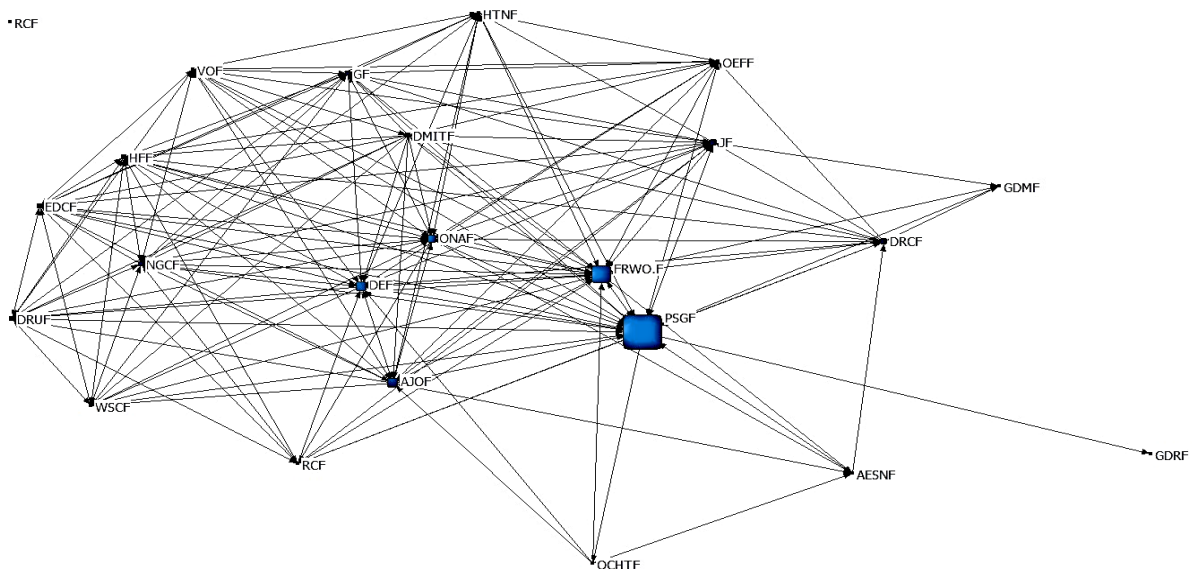 HTNF
RCF
OEFF
VOF
GF
DMITF
JF
HFF
GDMF
EDCF
ONAF
DRCF
NGCF
FRWO.F
DEF
DRUF
PSGF
AJOF
WSCF
GDRF
RCF
AESNF
OCHTF